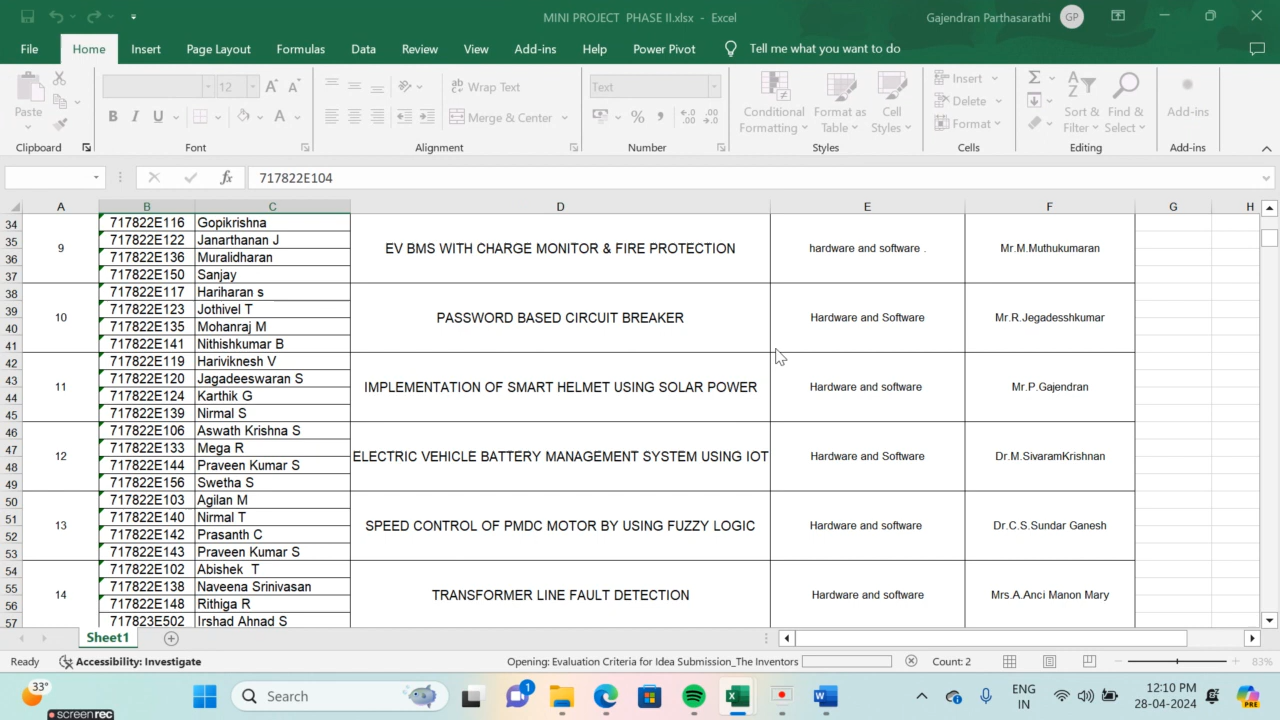 MINI PROJECT PHASE II.xlsx - Excel
Gajendran Parthasarathi GP
File Home Insert Page Layout Formulas Data Review View Add-ins Help Power Pivot Tell me what you want to do
12 Wrap Text Text Insert Σ
Paste B I U A Merge & Center % , Conditional Formatting Format as Table Cell Styles Delete Format Sort & Filter Find & Select Add-ins
Clipboard Font Alignment Number Styles Cells Editing Add-ins
fx 717822E104
A B C D E F G H
34 717822E116 Gopikrishna
35 717822E122 Janarthanan J
9 EV BMS WITH CHARGE MONITOR & FIRE PROTECTION hardware and software . Mr.M.Muthukumaran
36 717822E136 Muralidharan
37 717822E150 Sanjay
38 717822E117 Hariharan s
39 717822E123 Jothivel T
10 PASSWORD BASED CIRCUIT BREAKER Hardware and Software Mr.R.Jegadesshkumar
40 717822E135 Mohanraj M
41 717822E141 Nithishkumar B
42 717822E119 Hariviknesh V
43 717822E120 Jagadeeswaran S
11 IMPLEMENTATION OF SMART HELMET USING SOLAR POWER Hardware and software Mr.P.Gajendran
44 717822E124 Karthik G
45 717822E139 Nirmal S
46 717822E106 Aswath Krishna S
47 717822E133 Mega R
12 ELECTRIC VEHICLE BATTERY MANAGEMENT SYSTEM USING IOT Hardware and Software Dr.M.SivaramKrishnan
48 717822E144 Praveen Kumar S
49 717822E156 Swetha S
50 717822E103 Agilan M
51 717822E140 Nirmal T
13 SPEED CONTROL OF PMDC MOTOR BY USING FUZZY LOGIC Hardware and software Dr.C.S.Sundar Ganesh
52 717822E142 Prasanth C
53 717822E143 Praveen Kumar S
54 717822E102 Abishek T
55 717822E138 Naveena Srinivasan
14 TRANSFORMER LINE FAULT DETECTION Hardware and software Mrs.A.Anci Manon Mary
56 717822E148 Rithiga R
57 717823E502 Irshad Ahnad S
Sheet1
Ready Accessibility: Investigate Opening: Evaluation Criteria for Idea Submission_The Inventors Count: 2 83%
33° Search 1 ENG IN 12:10 PM 28-04-2024 PRE
screenrec